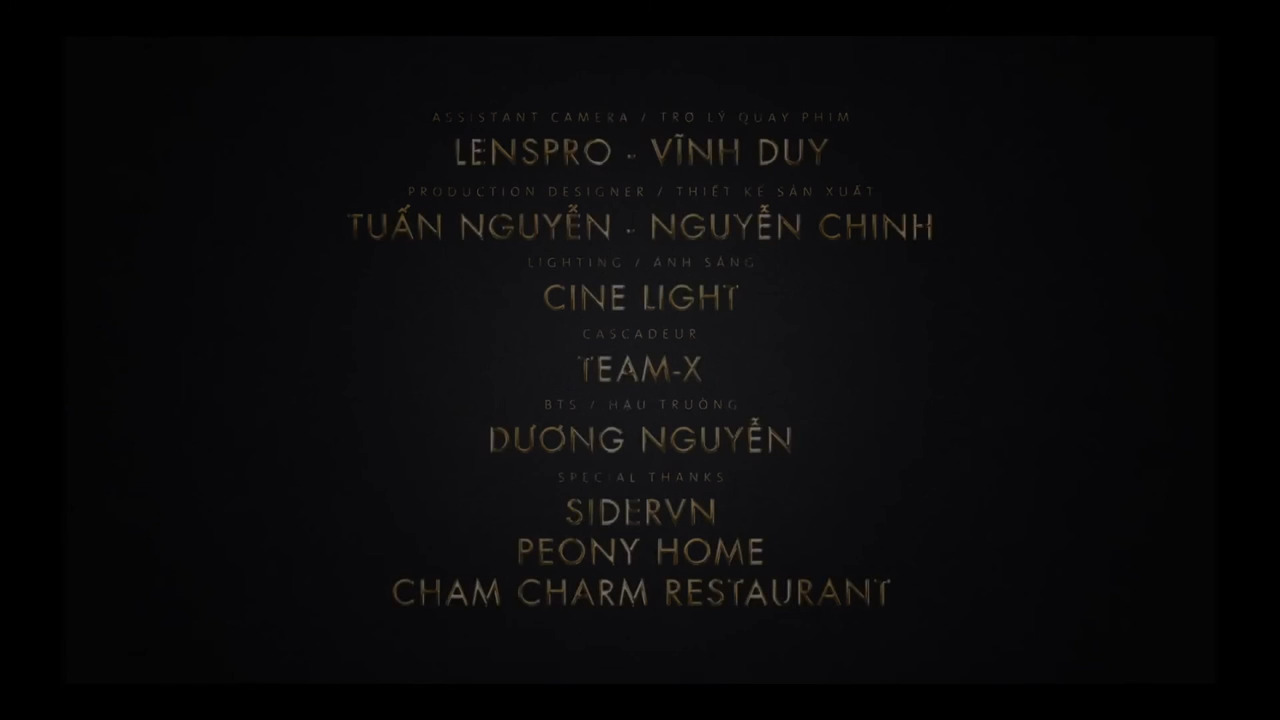 ASSISTANT CAMERA / TRỢ LÝ QUAY PHIM
LENSPRO - VĨNH DUY
PRODUCTION DESIGNER / THIẾT KẾ SẢN XUẤT
TUẤN NGUYỄN - NGUYỄN CHINH
LIGHTING / ÁNH SÁNG
CINE LIGHT
CASCADEUR
TEAM-X
BTS / HẬU TRƯỜNG
DƯƠNG NGUYỄN
SPECIAL THANKS
SIDERVN
PEONY HOME
CHAM CHARM RESTAURANT